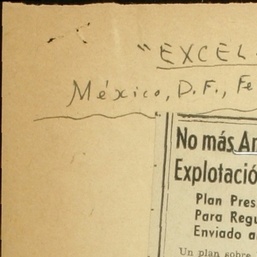 "EXCEL
México, D.F., Fe
No más An
Explotació
Plan Pres
Para Regu
Enviado a
Un plan sobre